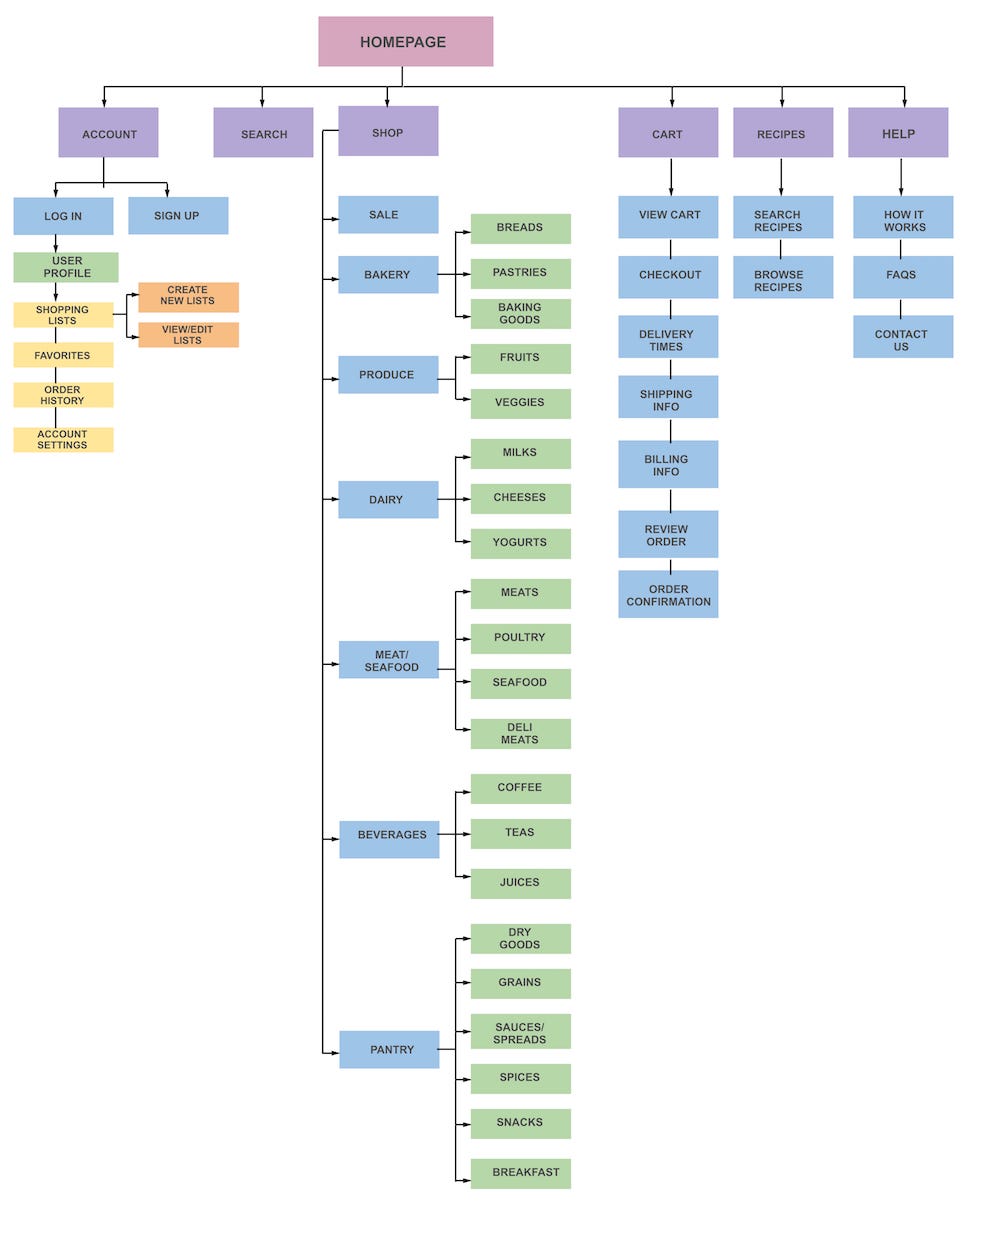 HOMEPAGE
ACCOUNT
SEARCH
SHOP
CART
RECIPES
HELP
LOG IN
SIGN UP
USER
PROFILE
SHOPPING
LISTS
CREATE
NEW LISTS
VIEW/EDIT
LISTS
FAVORITES
ORDER
HISTORY
ACCOUNT
SETTINGS
SALE
BAKERY
BREADS
PASTRIES
BAKING
GOODS
PRODUCE
FRUITS
VEGGIES
DAIRY
MILKS
CHEESES
YOGURTS
MEAT/
SEAFOOD
MEATS
POULTRY
SEAFOOD
DELI
MEATS
BEVERAGES
COFFEE
TEAS
JUICES
PANTRY
DRY
GOODS
GRAINS
SAUCES/
SPREADS
SPICES
SNACKS
BREAKFAST
VIEW CART
CHECKOUT
DELIVERY
TIMES
SHIPPING
INFO
BILLING
INFO
REVIEW
ORDER
ORDER
CONFIRMATION
SEARCH
RECIPES
BROWSE
RECIPES
HOW IT
WORKS
FAQS
CONTACT
US